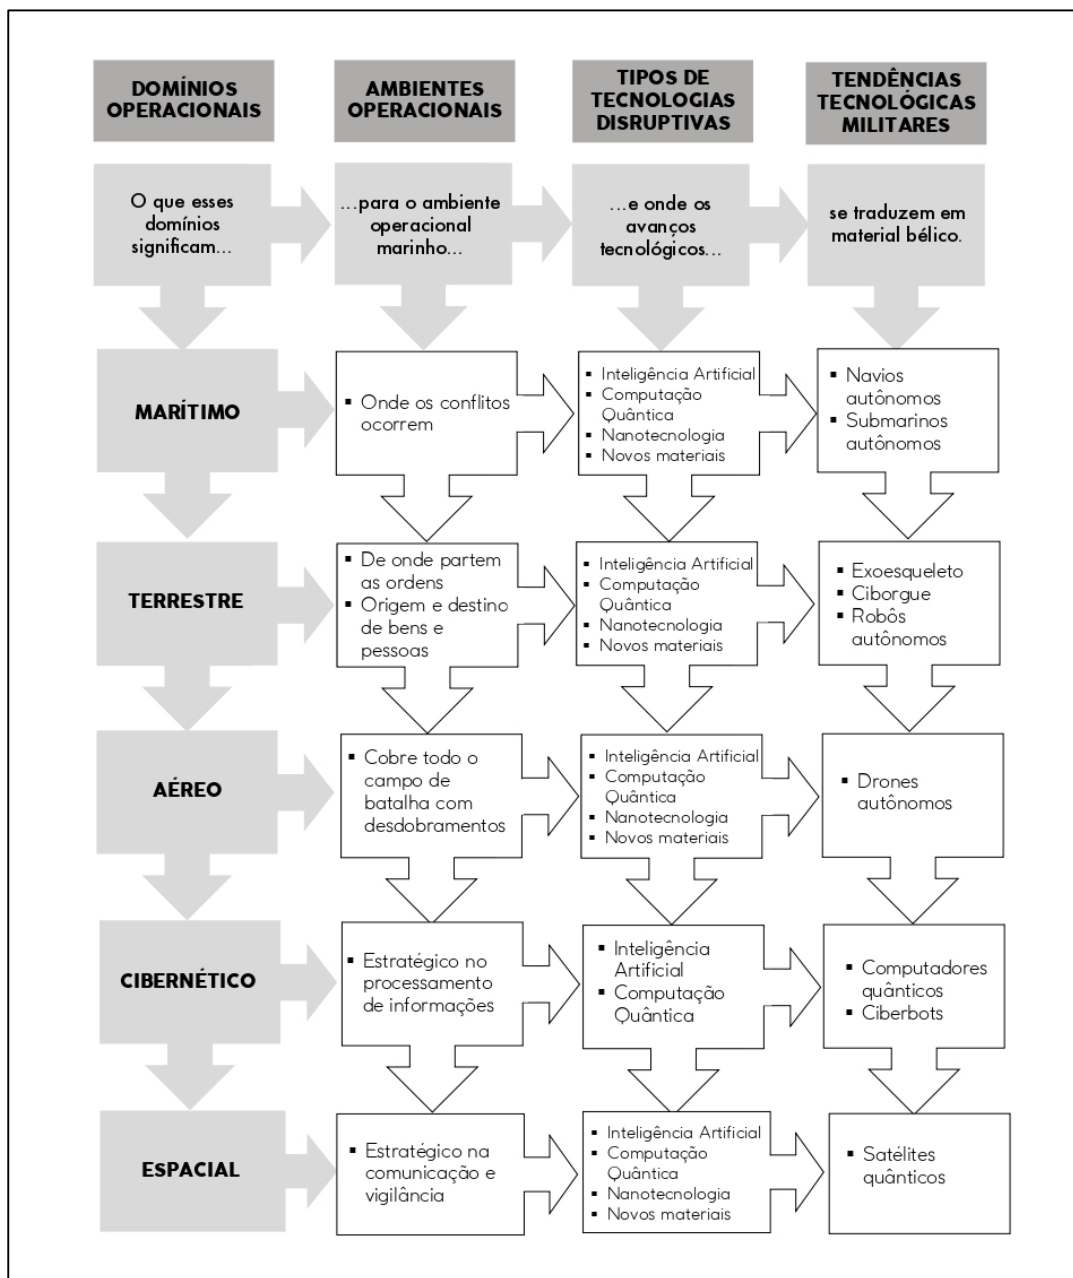 DOMÍNIOS
OPERACIONAIS
AMBIENTES
OPERACIONAIS
TIPOS DE
TECNOLOGIAS
DISRUPTIVAS
TENDÊNCIAS
TECNOLÓGICAS
MILITARES
O que esses
domínios
significam...
...para o ambiente
operacional
marinho...
...e onde os
avanços
tecnológicos...
se traduzem em
material bélico.
MARÍTIMO
▪ Onde os conflitos
ocorrem
▪ Inteligência Artificial
▪ Computação
Quântica
▪ Nanotecnologia
▪ Novos materiais
▪ Navios
autônomos
▪ Submarinos
autônomos
TERRESTRE
▪ De onde partem
as ordens
▪ Origem e destino
de bens e
pessoas
▪ Inteligência Artificial
▪ Computação
Quântica
▪ Nanotecnologia
▪ Novos materiais
▪ Exoesqueleto
▪ Ciborgue
▪ Robôs
autônomos
AÉREO
▪ Cobre todo o
campo de
batalha com
desdobramentos
▪ Inteligência Artificial
▪ Computação
Quântica
▪ Nanotecnologia
▪ Novos materiais
▪ Drones
autônomos
CIBERNÉTICO
▪ Estratégico no
processamento
de informações
▪ Inteligência
Artificial
▪ Computação
Quântica
▪ Computadores
quânticos
▪ Ciberbots
ESPACIAL
▪ Estratégico na
comunicação e
vigilância
▪ Inteligência Artificial
▪ Computação
Quântica
▪ Nanotecnologia
▪ Novos materiais
▪ Satélites
quânticos